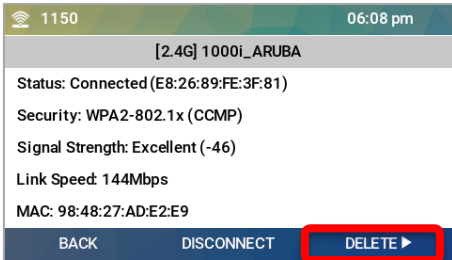 1150 06:08 pm
[2.4G] 1000i_ARUBA
Status: Connected (E8:26:89:FE:3F:81)
Security: WPA2-802.1x (CCMP)
Signal Strength: Excellent (-46)
Link Speed: 144Mbps
MAC: 98:48:27:AD:E2:E9
BACK DISCONNECT DELETE ▶